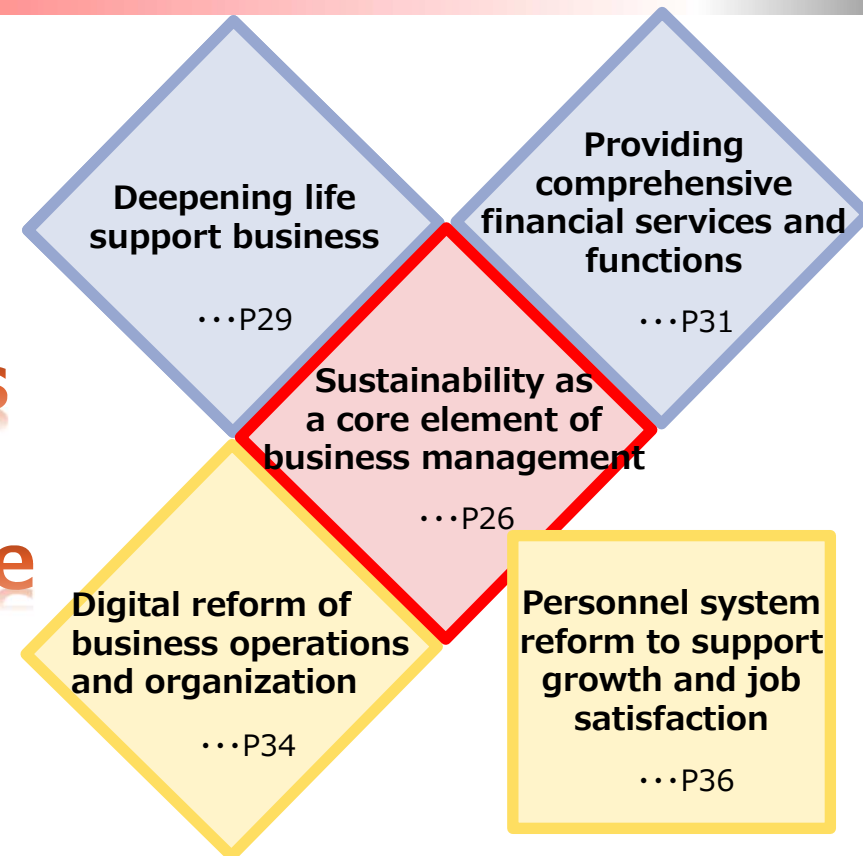 Deepening life
support business
···P29
Providing
comprehensive
financial services and
functions
···P31
s
Sustainability as
a core element of
business management
···P26
e
Digital reform of
business operations
and organization
···P34
Personnel system
reform to support
growth and job
satisfaction
···P36